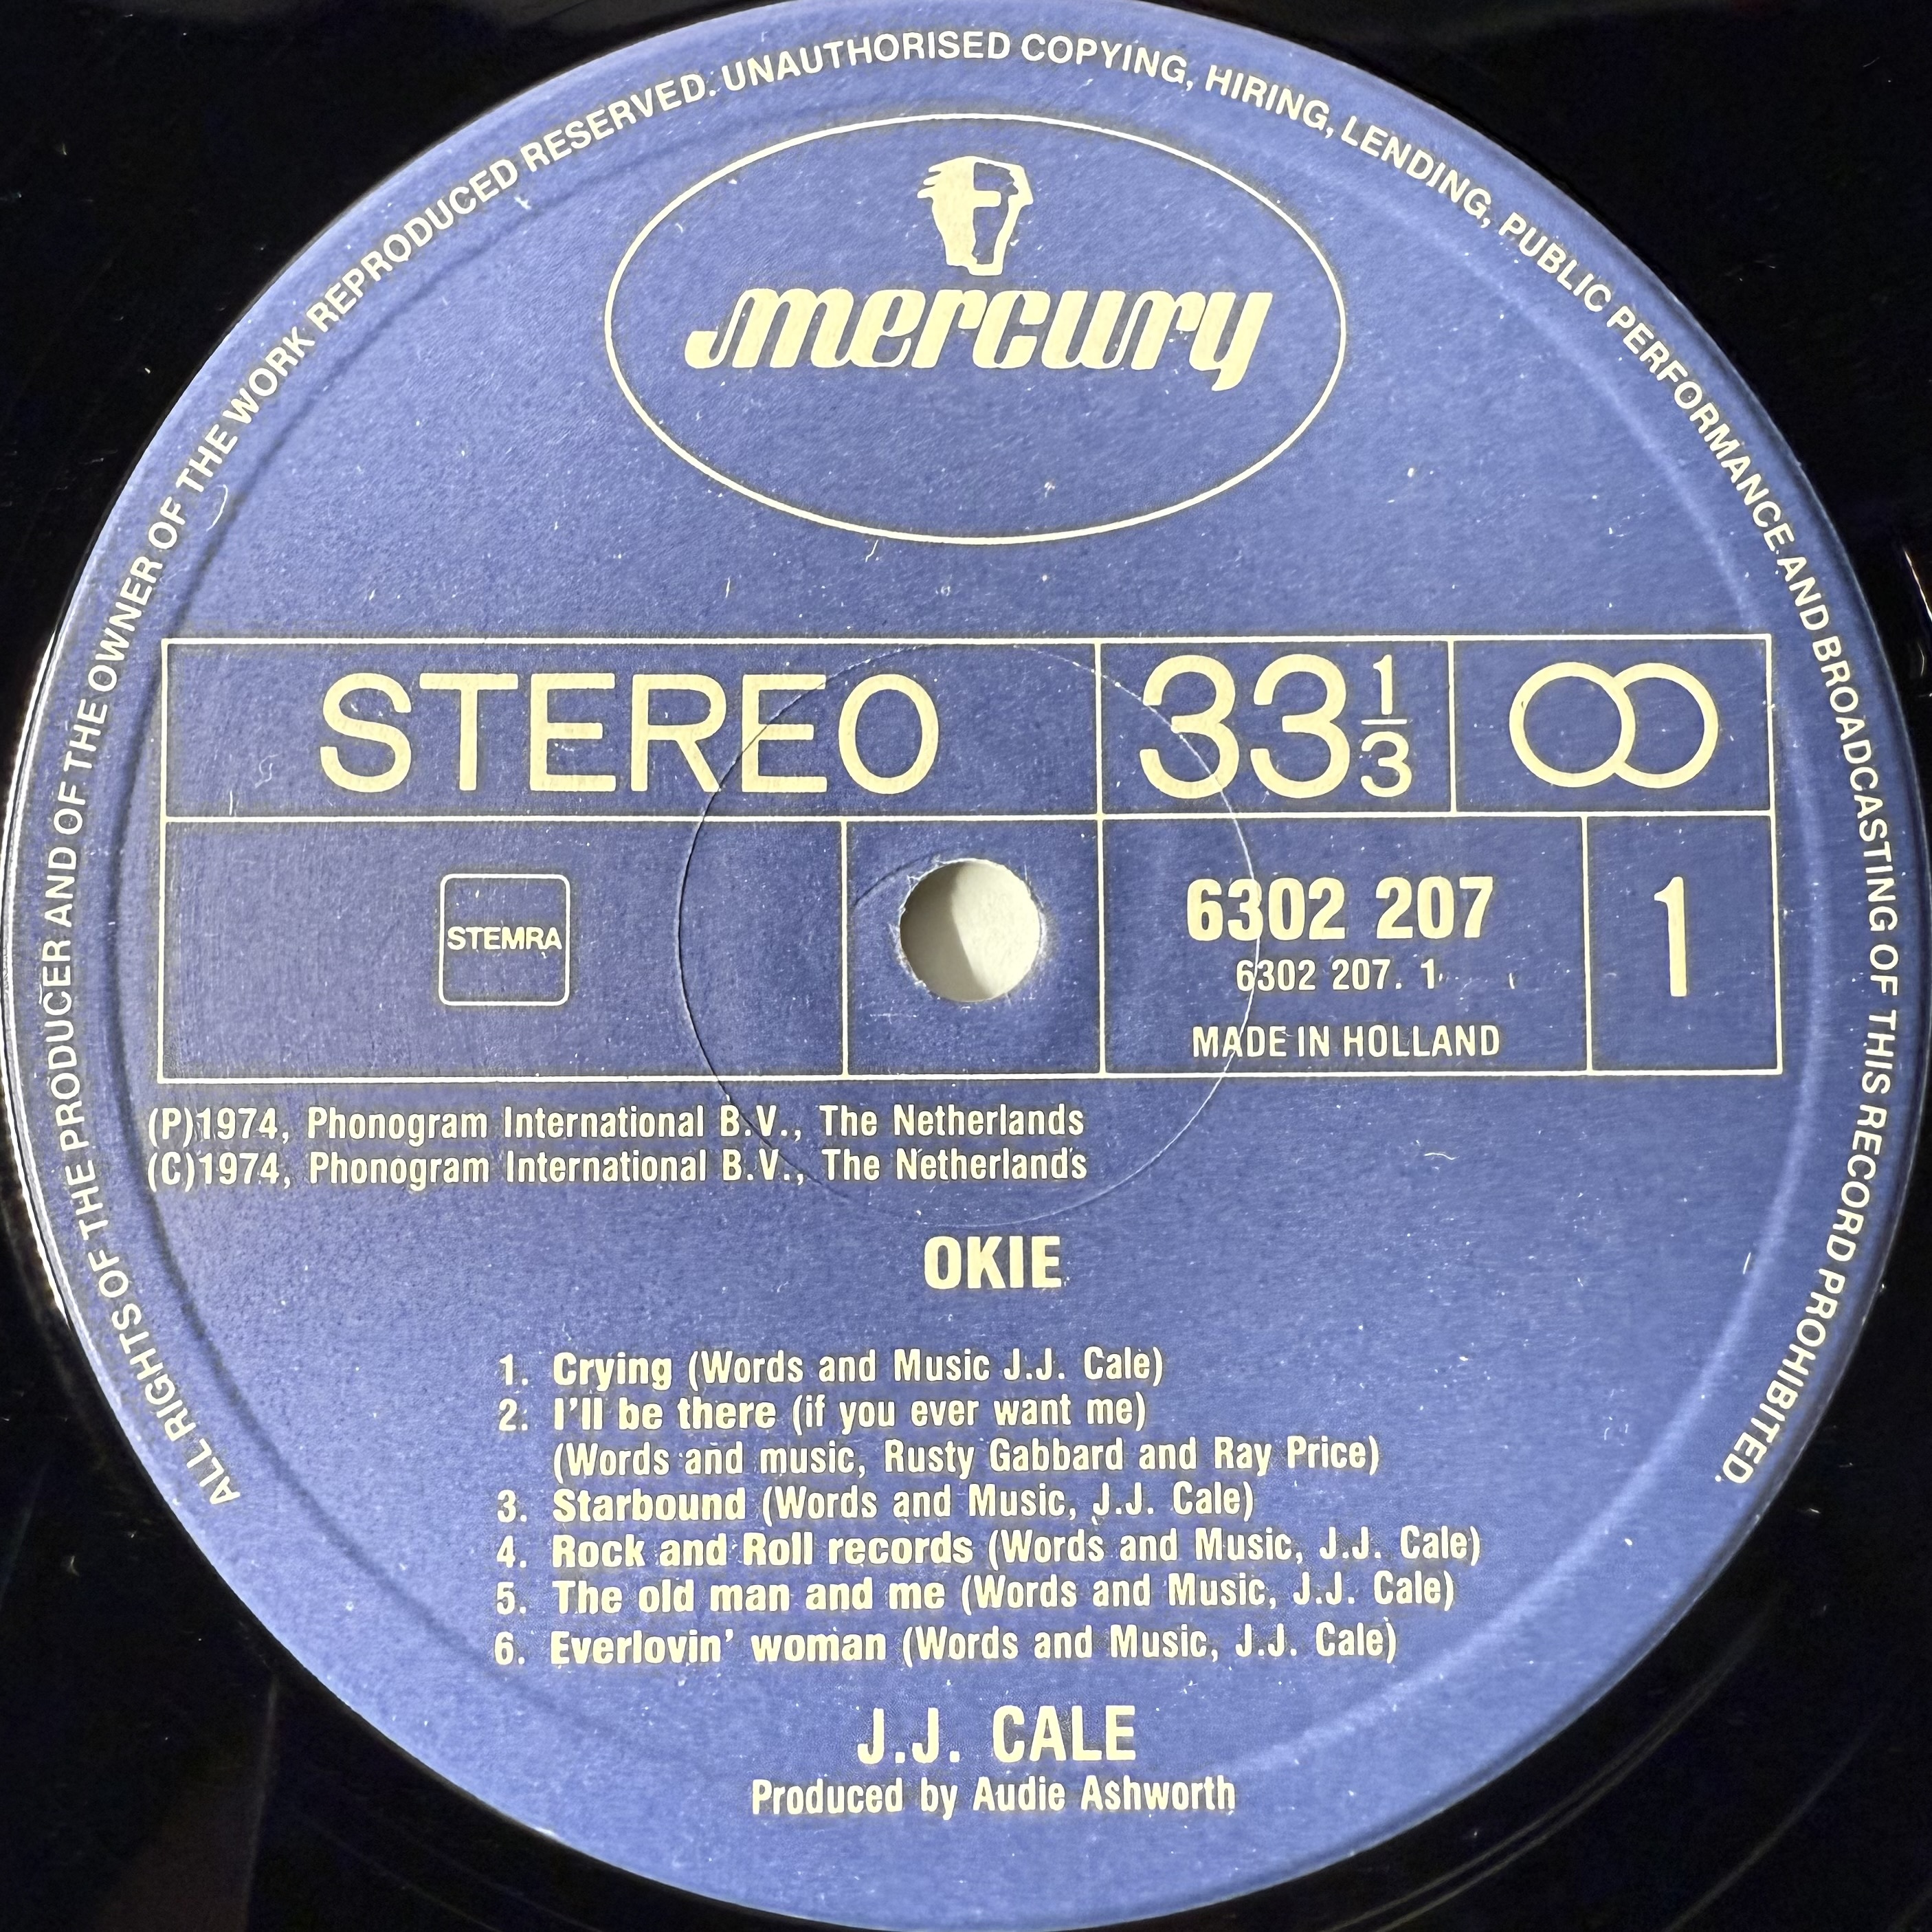 ALL RIGHTS OF THE PRODUCER AND OF THE OWNER OF THE WORK REPRODUCED RESERVED. UNAUTHORISED COPYING, HIRING, LENDING, PUBLIC PERFORMANCE AND BROADCASTING OF THIS RECORD PROHIBITED.
mercury
STEREO
33 1/3
STEMRA
6302 207
6302 207. 1
MADE IN HOLLAND
1
(P)1974, Phonogram International B.V., The Netherlands
(C)1974, Phonogram International B.V., The Netherlands
OKIE
1. Crying (Words and Music J.J. Cale)
2. I'll be there (if you ever want me)
(Words and music, Rusty Gabbard and Ray Price)
3. Starbound (Words and Music, J.J. Cale)
4. Rock and Roll records (Words and Music, J.J. Cale)
5. The old man and me (Words and Music, J.J. Cale)
6. Everlovin' woman (Words and Music, J.J. Cale)
J.J. CALE
Produced by Audie Ashworth